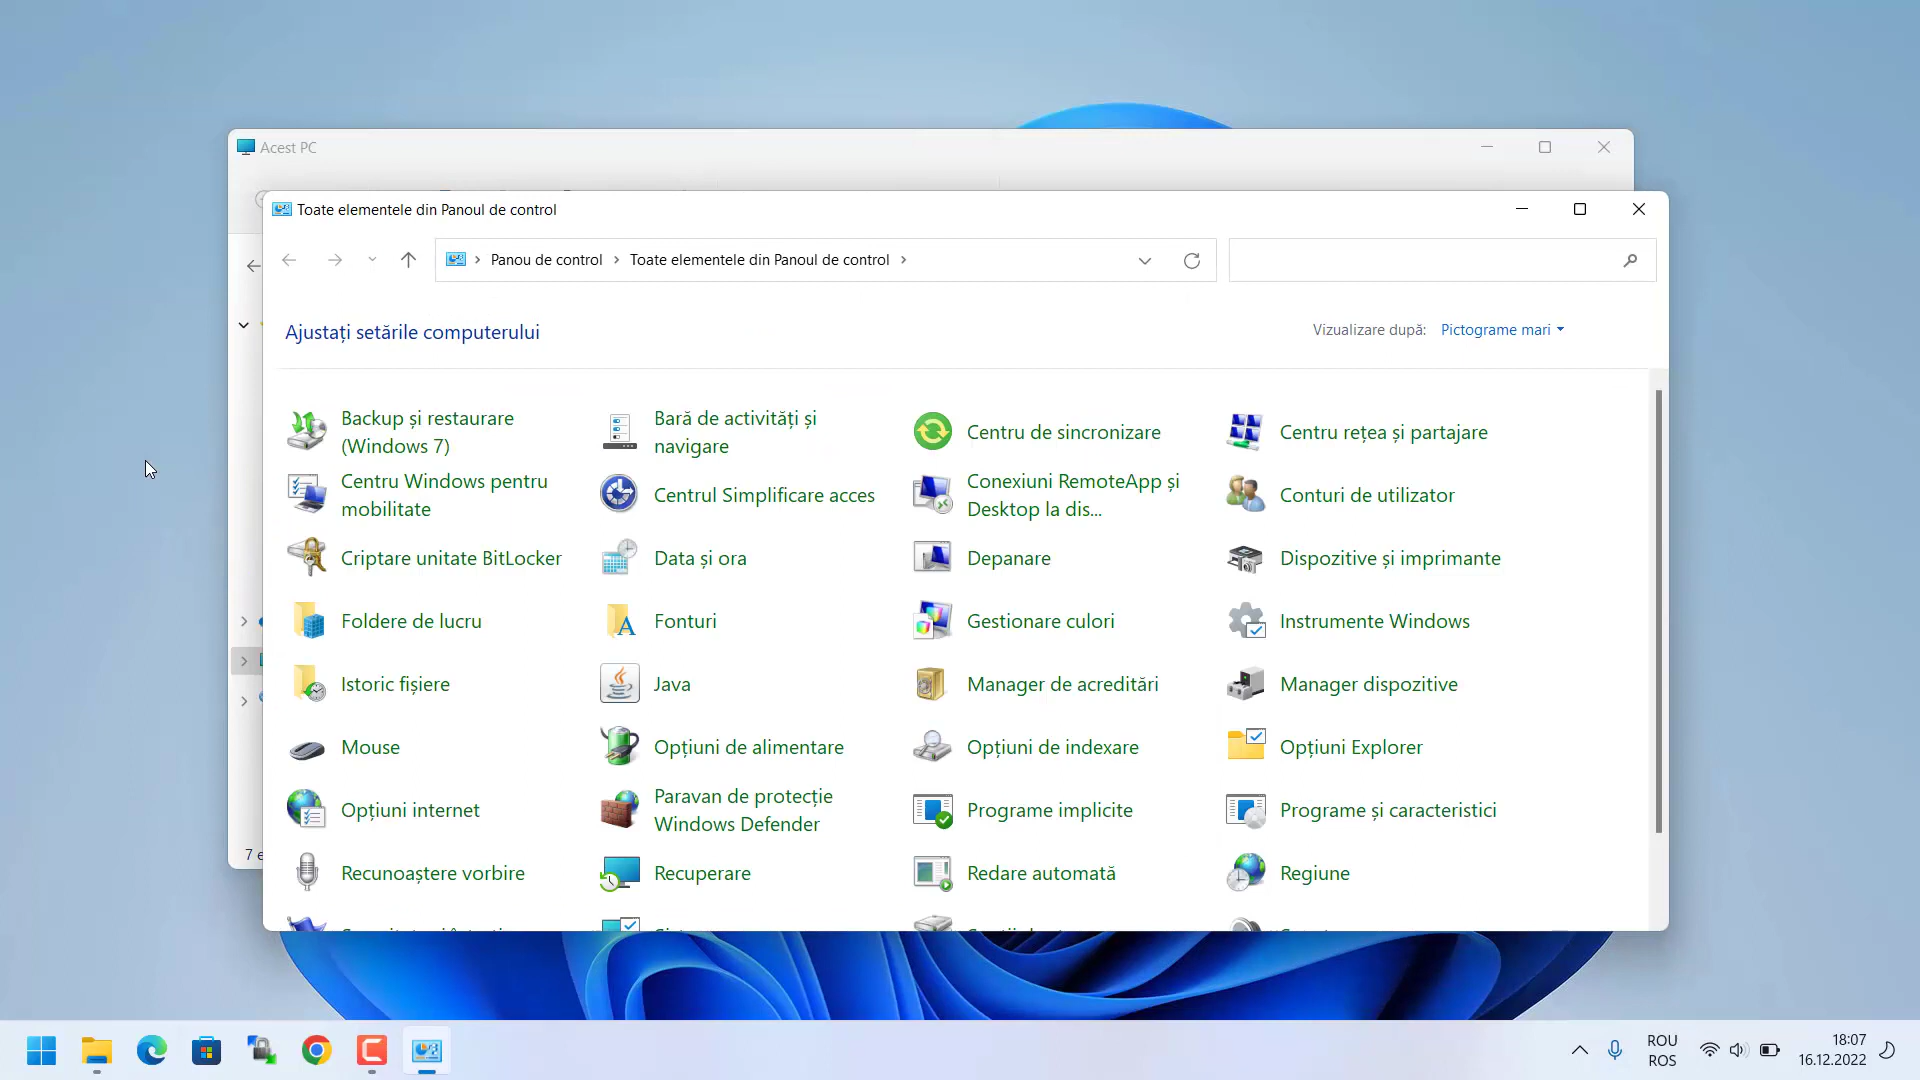 Acest PC
Toate elementele din Panoul de control
Panou de control
Toate elementele din Panoul de control
Ajustați setările computerului
Vizualizare după:
Pictograme mari
Backup și restaurare
(Windows 7)
Bară de activități și
navigare
Centru de sincronizare
Centru rețea și partajare
Centru Windows pentru
mobilitate
Centrul Simplificare acces
Conexiuni RemoteApp și
Desktop la dis...
Conturi de utilizator
Criptare unitate BitLocker
Data și ora
Depanare
Dispozitive și imprimante
Foldere de lucru
Fonturi
Gestionare culori
Instrumente Windows
Istoric fișiere
Java
Manager de acreditări
Manager dispozitive
Mouse
Opțiuni de alimentare
Opțiuni de indexare
Opțiuni Explorer
Opțiuni internet
Paravan de protecție
Windows Defender
Programe implicite
Programe și caracteristici
7 e
Recunoaștere vorbire
Recuperare
Redare automată
Regiune
ROU
ROS
18:07
16.12.2022